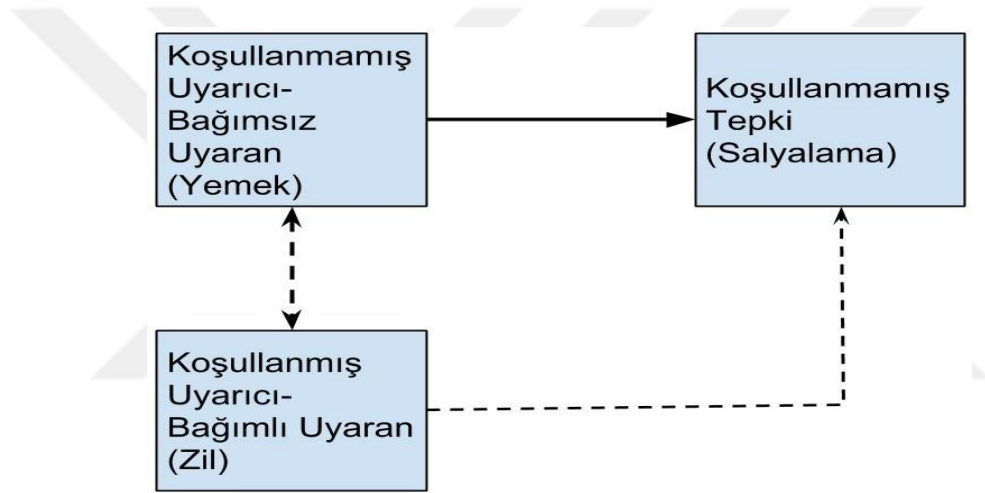 Koşullanmamış
Uyarıcı-
Bağımsız
Uyaran
(Yemek)
Koşullanmamış
Tepki
(Salyalama)
Koşullanmış
Uyarıcı-
Bağımlı Uyaran
(Zil)